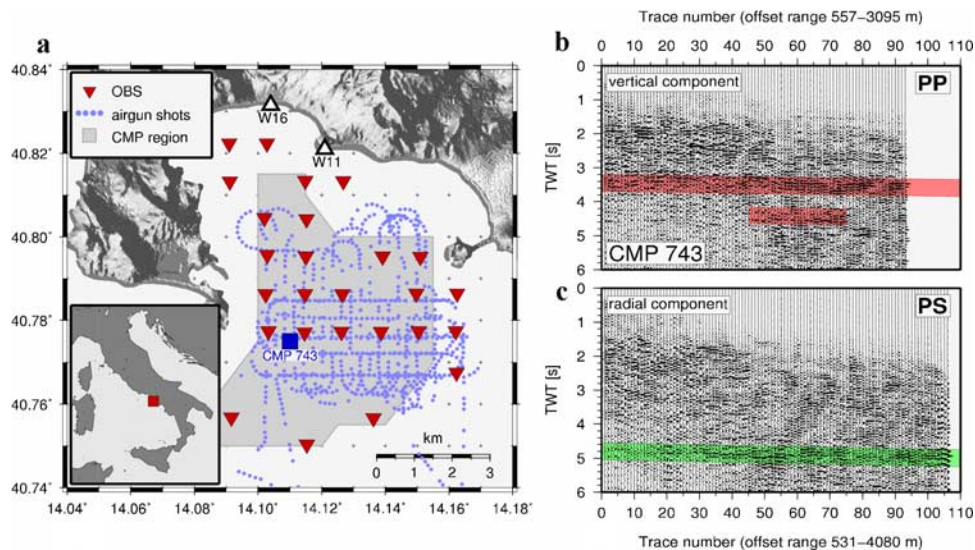 a
40.84°
40.82°
40.80°
40.78°
40.76°
40.74°
14.04°
14.06°
14.08°
14.10°
14.12°
14.14°
14.16°
14.18°
OBS
airgun shots
CMP region
W16
W11
CMP 743
km
0 1 2 3
Trace number (offset range 557–3095 m)
b
0 10 20 30 40 50 60 70 80 90 100 110
vertical component
PP
TWT [s]
0
1
2
3
4
5
6
CMP 743
c
radial component
PS
TWT [s]
0
1
2
3
4
5
6
0 10 20 30 40 50 60 70 80 90 100 110
Trace number (offset range 531–4080 m)